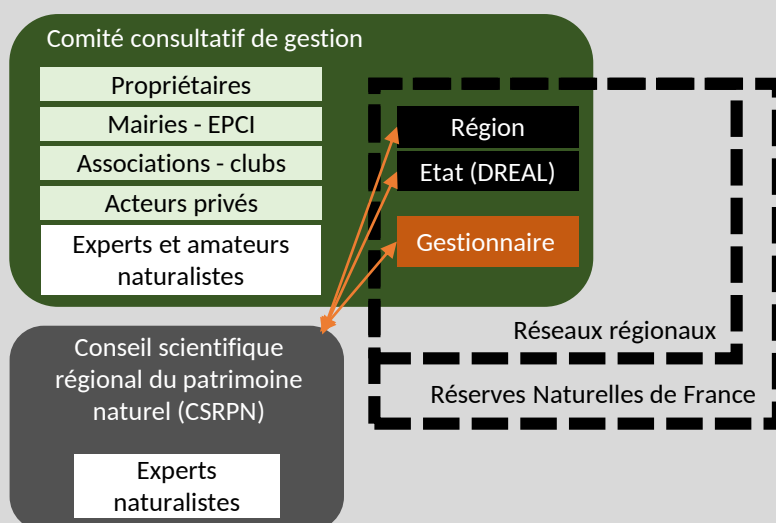 Comité consultatif de gestion
Propriétaires
Mairies - EPCI
Associations - clubs
Acteurs privés
Experts et amateurs
naturalistes
Région
Etat (DREAL)
Gestionnaire
Réseaux régionaux
Réserves Naturelles de France
Conseil scientifique
régional du patrimoine
naturel (CSRPN)
Experts
naturalistes